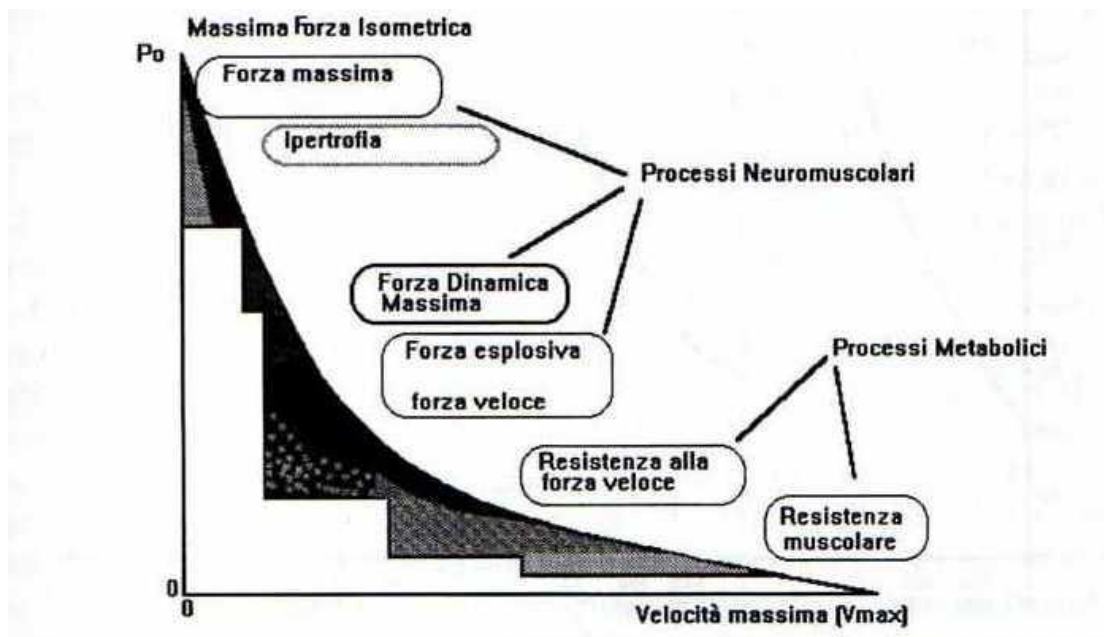 Massima Forza Isometrica
Po
Forza massima
Ipertrofia
Processi Neuromuscolari
Forza Dinamica
Massima
Forza esplosiva
forza veloce
Processi Metabolici
Resistenza alla
forza veloce
Resistenza
muscolare
0
0
Velocità massima (Vmax)